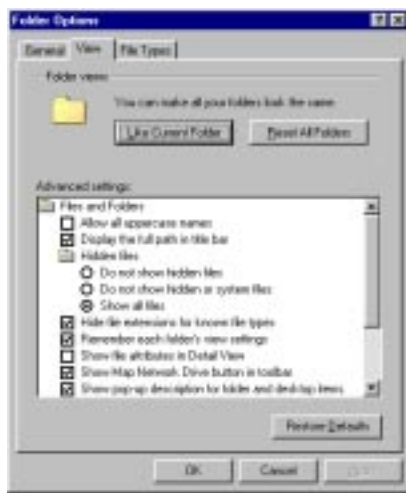 Folder Options
General View File Types
Folder views
You can make all your folders look the same.
Like Current Folder Reset All Folders
Advanced settings:
Files and Folders
Allow all uppercase names
Display the full path in title bar
Hidden files
Do not show hidden files
Do not show hidden or system files
Show all files
Hide file extensions for known file types
Remember each folder's view settings
Show file attributes in Detail View
Show Map Network Drive button in toolbar
Show pop-up description for folder and desktop items
Restore Defaults
OK Cancel